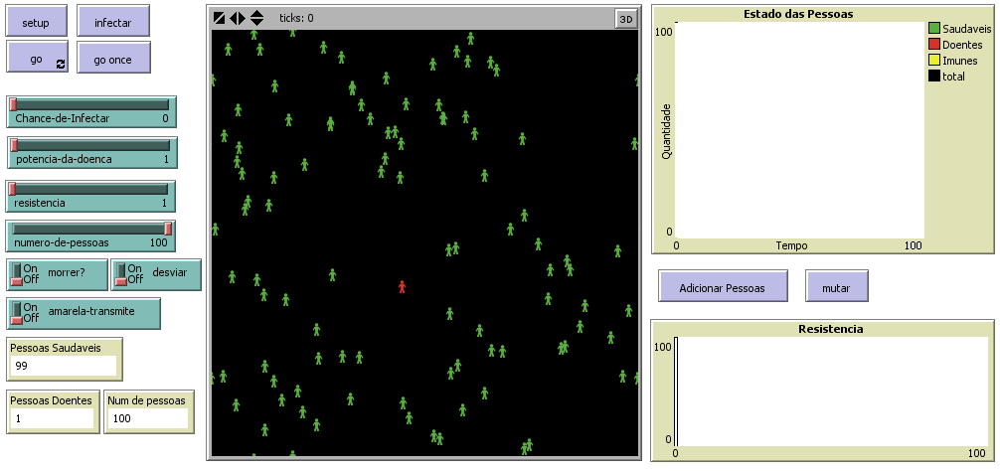 setup
infectar
go
go once
Chance-de-Infectar 0
potencia-da-doenca 1
resistencia 1
numero-de-pessoas 100
On
Off
morrer?
On
Off
desviar
On
Off
amarela-transmite
Pessoas Saudaveis
99
Pessoas Doentes
1
Num de pessoas
100
ticks: 0
3D
Estado das Pessoas
100
Quantidade
0
0
Tempo
100
Saudaveis
Doentes
Imunes
total
Adicionar Pessoas
mutar
Resistencia
100
0
0
100